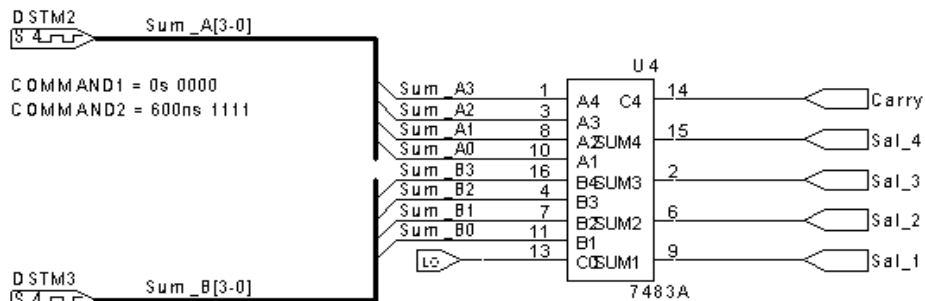 DSTM2
S 4
Sum_A[3-0]
COMMAND1 = 0s 0000
COMMAND2 = 600ns 1111
U4
Sum_A3 1 A4 C4 14 Carry
Sum_A2 3 A3
Sum_A1 8 A2 SUM4 15 Sal_4
Sum_A0 10 A1
Sum_B3 16 B4 SUM3 2 Sal_3
Sum_B2 4 B3
Sum_B1 7 B2 SUM2 6 Sal_2
Sum_B0 11 B1
LO 13 C0 SUM1 9 Sal_1
7483A
DSTM3
S 4
Sum_B[3-0]